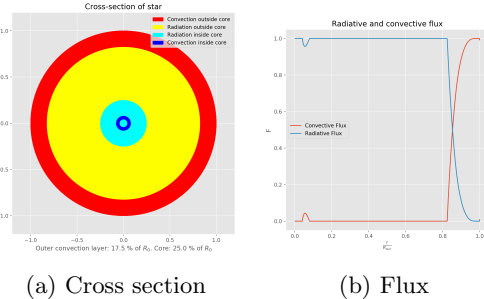 Cross-section of star
Convection outside core
Radiation outside core
Radiation inside core
Convection inside core
1.0
0.5
0.0
0.5
1.0
−1.0 −0.5 0.0 0.5 1.0
Outer convection layer: 17.5 % of R₀. Core: 25.0 % of R₀
(a) Cross section
Radiative and convective flux
1.0
0.8
0.6
0.4
0.2
0.0
F
Convective Flux
Radiative Flux
0.0 0.2 0.4 0.6 0.8 1.0
(b) Flux